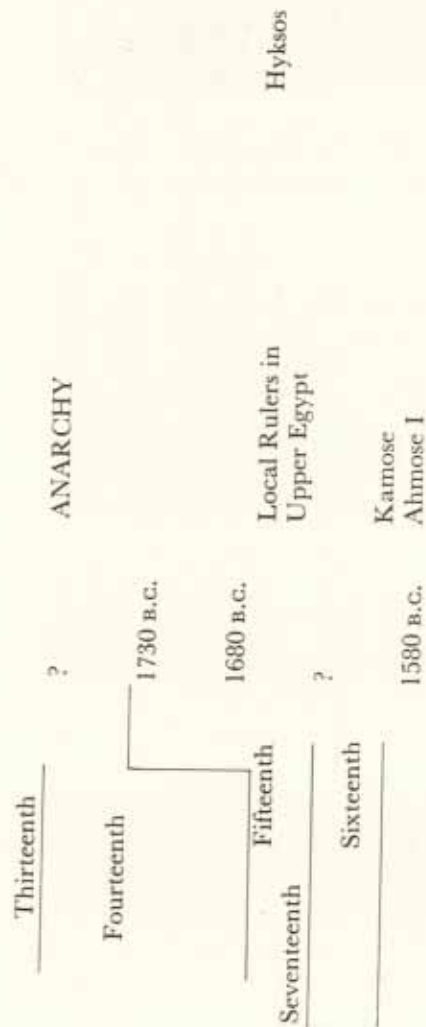 Thirteenth
? ANARCHY
Fourteenth
1730 B.C.
1680 B.C.
Fifteenth Local Rulers in Hyksos
Seventeenth Upper Egypt
?
Sixteenth
Kamose
1580 B.C. Ahmose I